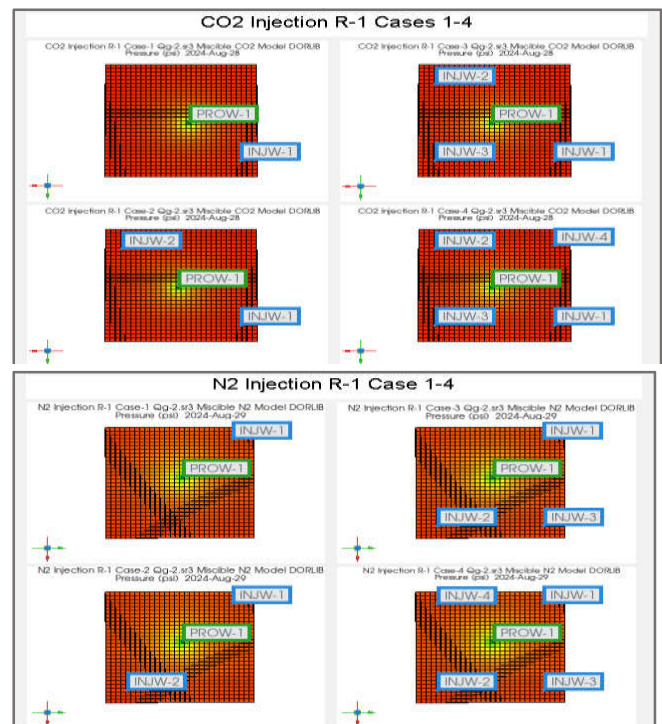 CO2 Injection R-1 Cases 1-4
CO2 Injection R-1 Case-1 Qg-2.sr3 Miscible CO2 Model DORLIB
Pressure (psi) 2024-Aug-28
PROW-1
INJW-1
CO2 Injection R-1 Case-3 Qg-2.sr3 Miscible CO2 Model DORLIB
Pressure (psi) 2024-Aug-28
INJW-2
PROW-1
INJW-3
INJW-1
CO2 Injection R-1 Case-2 Qg-2.sr3 Miscible CO2 Model DORLIB
Pressure (psi) 2024-Aug-28
INJW-2
PROW-1
INJW-1
CO2 Injection R-1 Case-4 Qg-2.sr3 Miscible CO2 Model DORLIB
Pressure (psi) 2024-Aug-28
INJW-2
INJW-4
PROW-1
INJW-3
INJW-1
N2 Injection R-1 Case 1-4
N2 Injection R-1 Case-1 Qg-2.sr3 Miscible N2 Model DORLIB
Pressure (psi) 2024-Aug-29
INJW-1
PROW-1
N2 Injection R-1 Case-3 Qg-2.sr3 Miscible N2 Model DORLIB
Pressure (psi) 2024-Aug-29
INJW-1
PROW-1
INJW-2
INJW-3
N2 Injection R-1 Case-2 Qg-2.sr3 Miscible N2 Model DORLIB
Pressure (psi) 2024-Aug-29
INJW-1
PROW-1
INJW-2
N2 Injection R-1 Case-4 Qg-2.sr3 Miscible N2 Model DORLIB
Pressure (psi) 2024-Aug-29
INJW-4
INJW-1
PROW-1
INJW-2
INJW-3